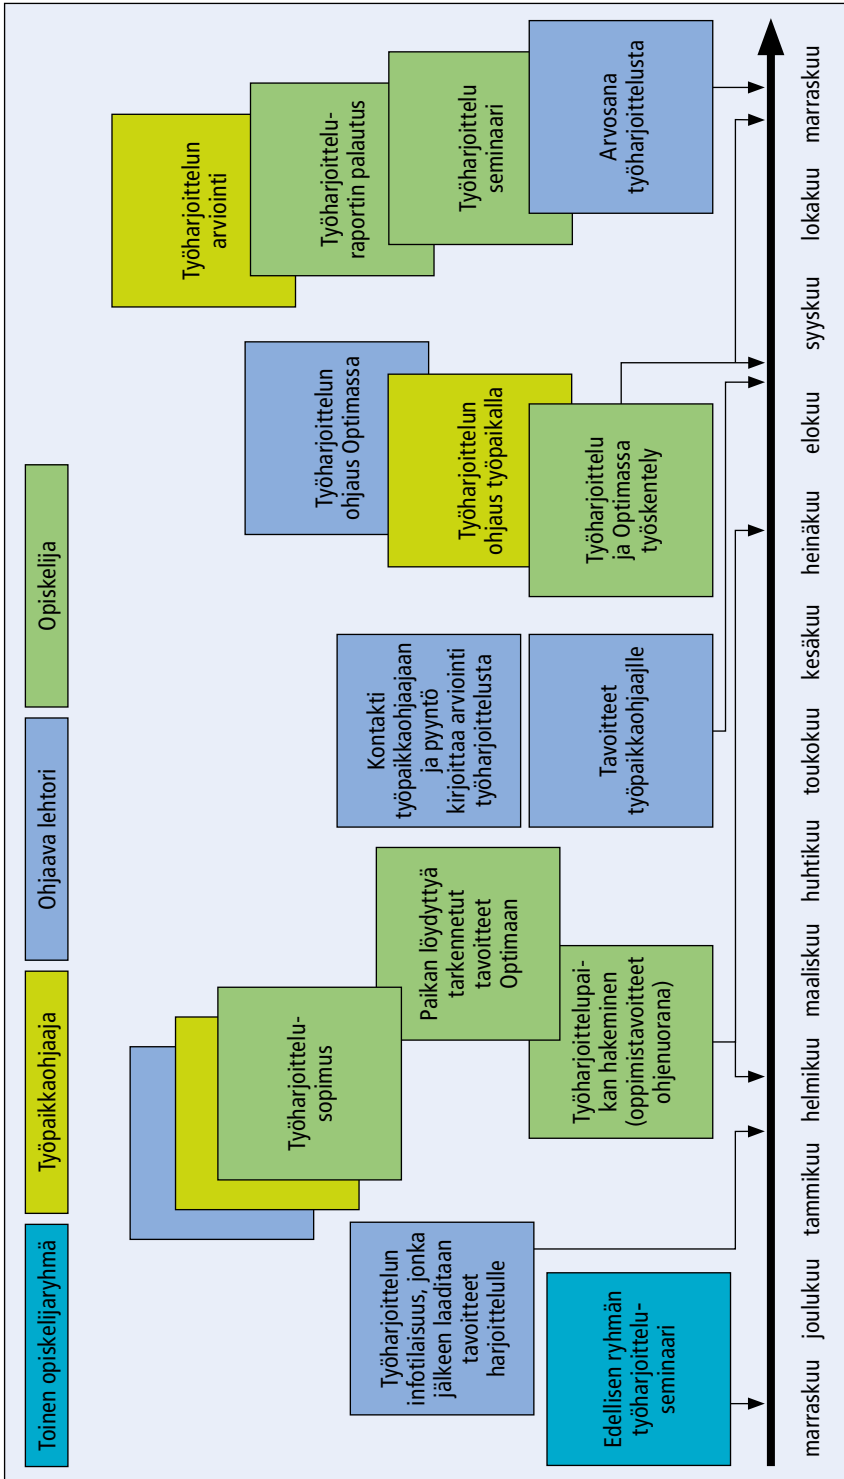 Toinen opiskelijaryhmä
Työpaikkaohjaaja
Ohjaava lehtori
Opiskelija
Edellisen ryhmän
työharjoittelu-
seminaari
Työharjoittelun
infotilaisuus, jonka
jälkeen laaditaan
tavoitteet
harjoittelulle
Työharjoittelu-
sopimus
Työharjoittelupai-
kan hakeminen
(oppimistavoitteet
ohjenuorana)
Paikan löydyttyä
tarkennetut
tavoitteet
Optimaan
Kontakti
työpaikkaohjaajaan
ja pyyntö
kirjoittaa arviointi
työharjoittelusta
Tavoitteet
työpaikkaohjaajlle
Työharjoittelun
ohjaus Optimassa
Työharjoittelun
ohjaus työpaikalla
Työharjoittelu
ja Optimassa
työskentely
Työharjoittelun
arviointi
Työharjoittelu-
raportin palautus
Työharjoittelu
seminaari
Arvosana
työharjoittelusta
marraskuu joulukuu tammikuu helmikuu maaliskuu huhtikuu toukokuu kesäkuu heinäkuu elokuu syyskuu lokakuu marraskuu